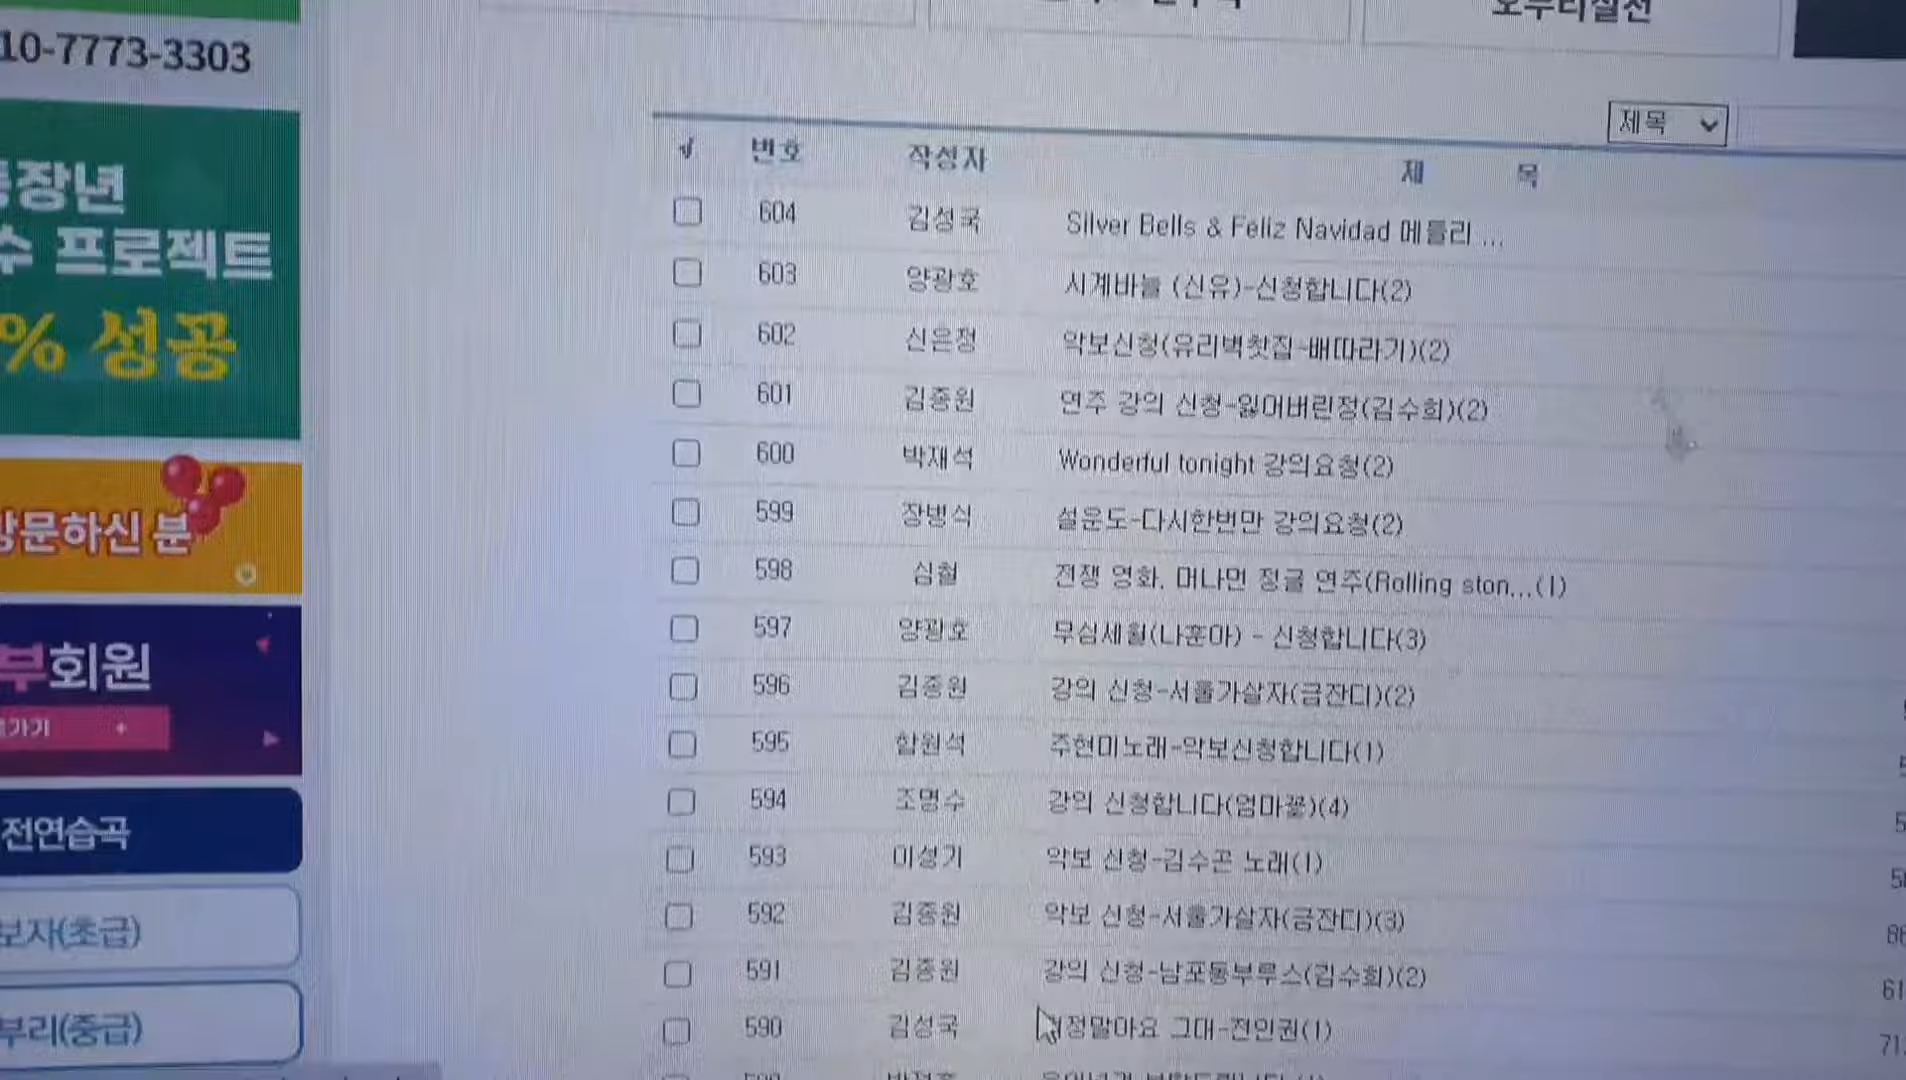 10-7773-3303
장년
수 프로젝트
% 성공
방문하신 분
부회원
가기 +
전연습곡
보자(초급)
부리(중급)
제목
√ 번호 작성자 제 목
604 김성국 Silver Bells & Feliz Navidad 메들리 ...
603 양광호 시계바늘 (신유)-신청합니다(2)
602 신은정 악보신청(유리벽찻집-배따라기)(2)
601 김종원 연주 강의 신청-잃어버린정(김수희)(2)
600 박재석 Wonderful tonight 강의요청(2)
599 장병식 설운도-다시한번만 강의요청(2)
598 심철 전쟁 영화. 머나먼 정글 연주(Rolling ston...(1)
597 양광호 무심세월(나훈아) - 신청합니다(3)
596 김종원 강의 신청-서울가살자(금잔디)(2)
595 함원석 주현미노래-악보신청합니다(1)
594 조명수 강의 신청합니다(엄마꽃)(4)
593 이성기 악보 신청-김수곤 노래(1)
592 김종원 악보 신청-서울가살자(금잔디)(3)
591 김종원 강의 신청-남포동부루스(김수희)(2)
590 김성국 정말아요 그대-전인권(1)